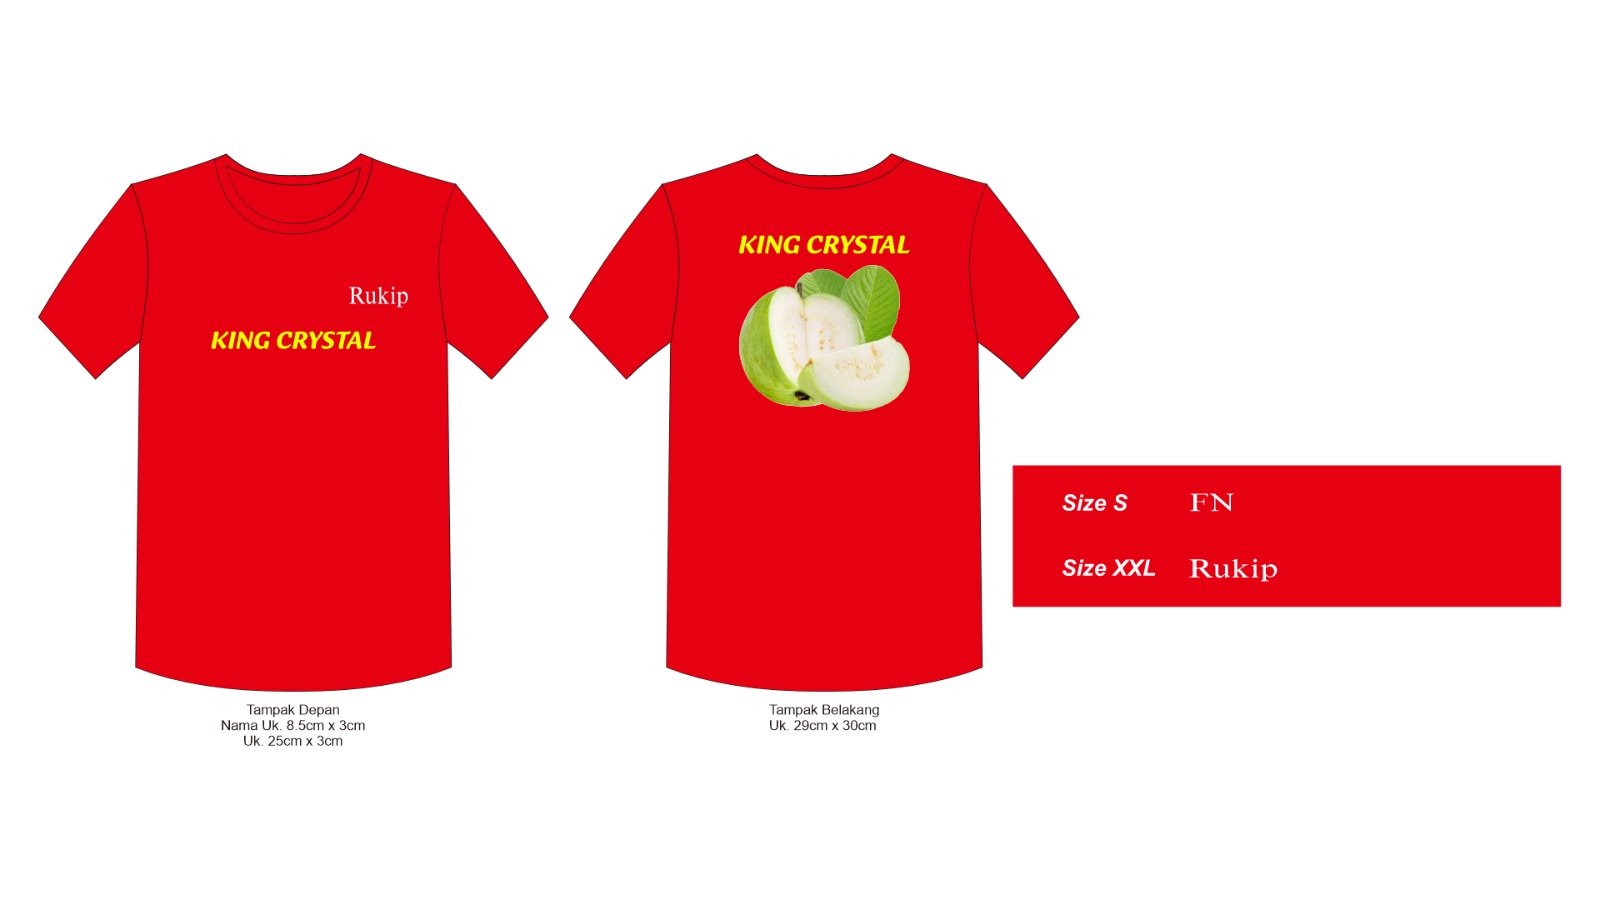 Rukip
KING CRYSTAL
Tampak Depan
Nama Uk. 8.5cm x 3cm
Uk. 25cm x 3cm
KING CRYSTAL
Tampak Belakang
Uk. 29cm x 30cm
Size S FN
Size XXL Rukip